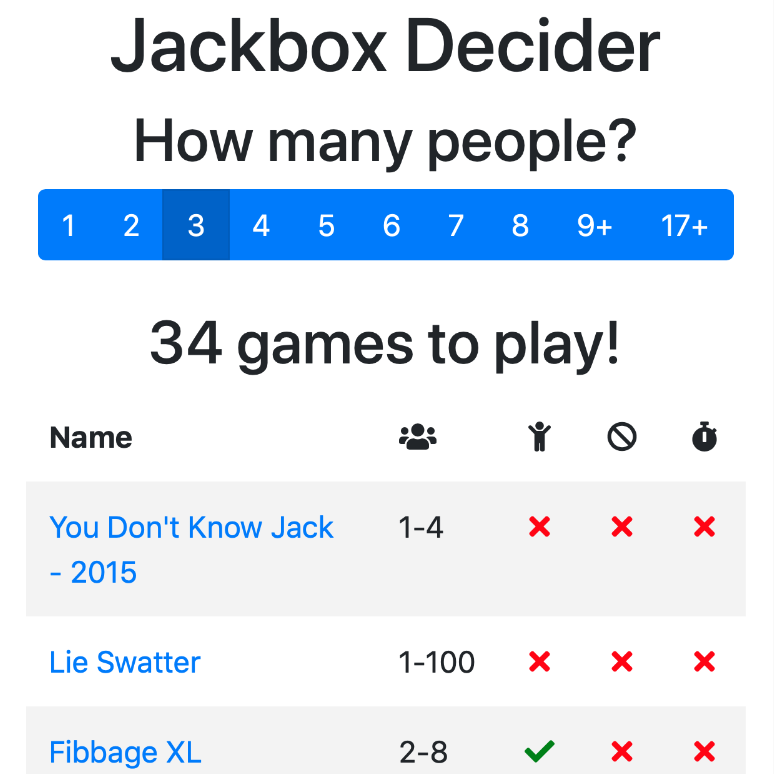 Jackbox Decider
How many people?
1 2 3 4 5 6 7 8 9+ 17+
34 games to play!
Name
You Don't Know Jack 1-4
- 2015
Lie Swatter 1-100
Fibbage XL 2-8